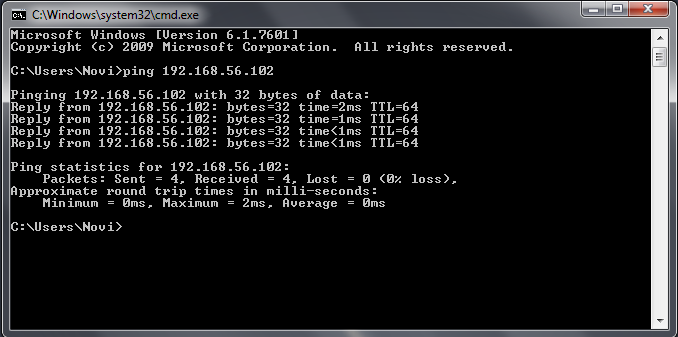 C:\Windows\system32\cmd.exe
Microsoft Windows [Version 6.1.7601]
Copyright (c) 2009 Microsoft Corporation.  All rights reserved.
C:\Users\Novi>ping 192.168.56.102
Pinging 192.168.56.102 with 32 bytes of data:
Reply from 192.168.56.102: bytes=32 time=2ms TTL=64
Reply from 192.168.56.102: bytes=32 time=1ms TTL=64
Reply from 192.168.56.102: bytes=32 time<1ms TTL=64
Reply from 192.168.56.102: bytes=32 time<1ms TTL=64
Ping statistics for 192.168.56.102:
    Packets: Sent = 4, Received = 4, Lost = 0 (0% loss),
Approximate round trip times in milli-seconds:
    Minimum = 0ms, Maximum = 2ms, Average = 0ms
C:\Users\Novi>